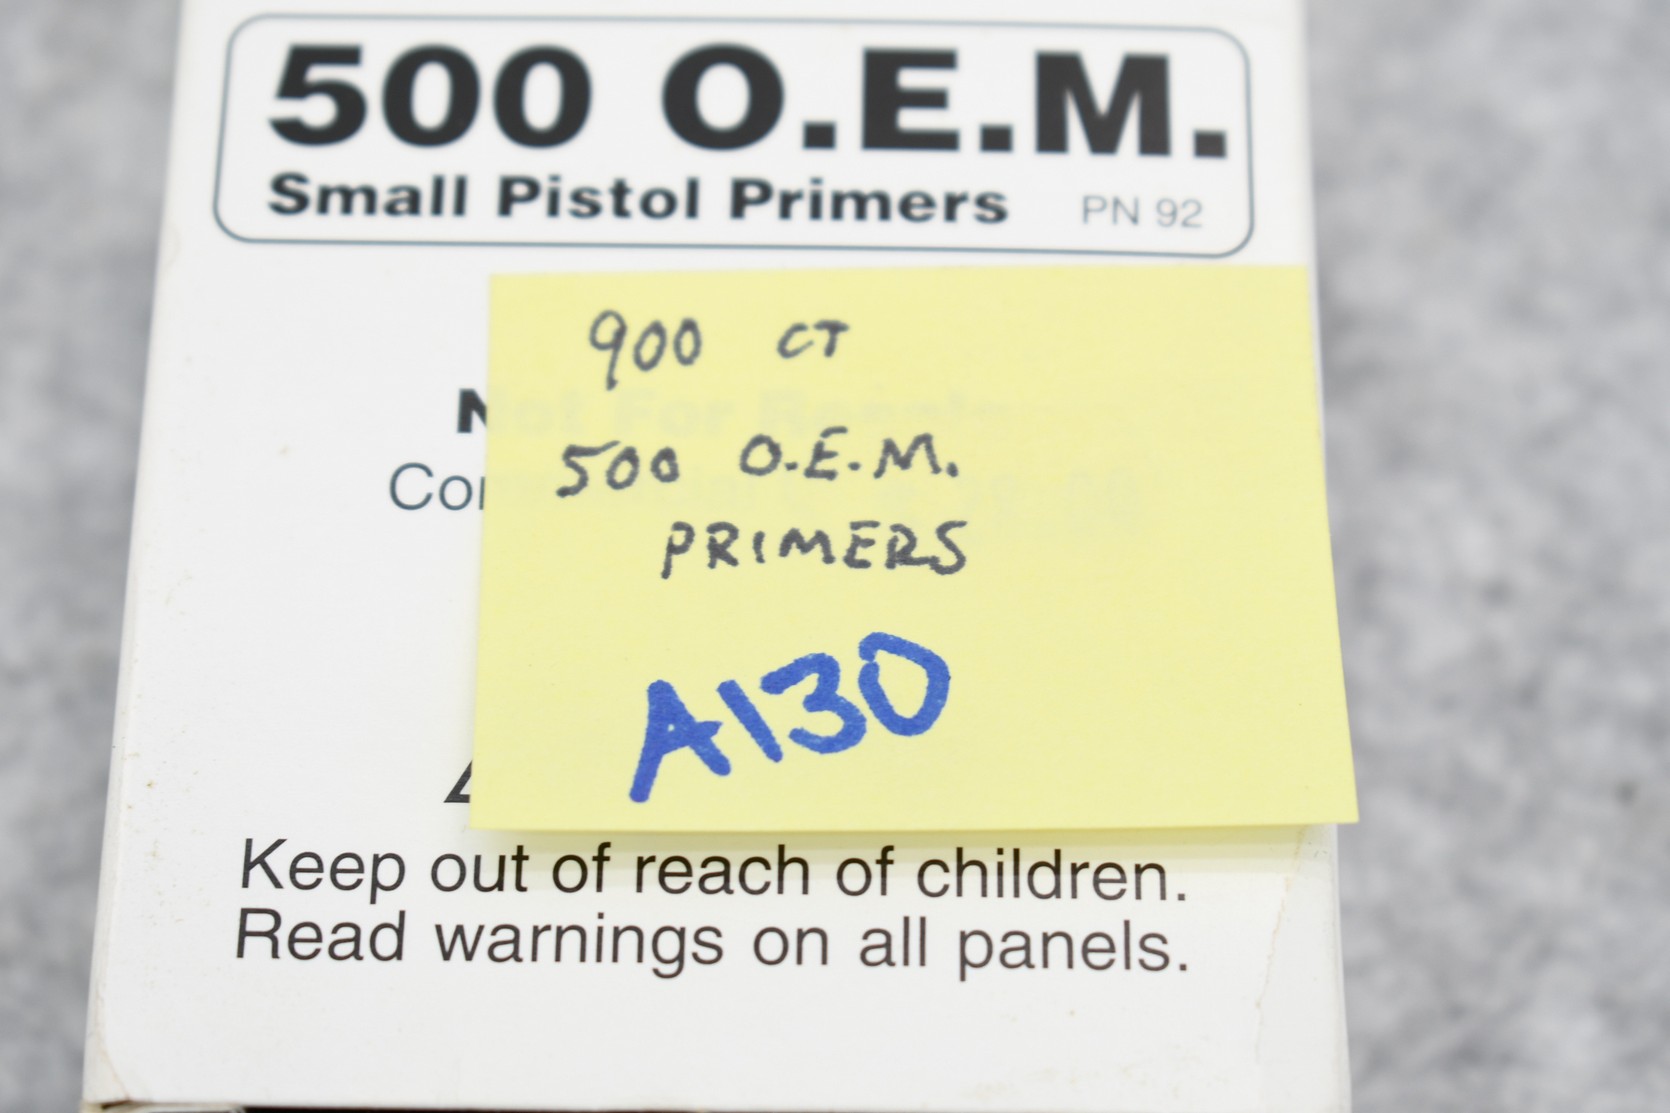 500 O.E.M.
Small Pistol Primers PN 92
900 CT
500 O.E.M.
PRIMERS
A130
Keep out of reach of children.
Read warnings on all panels.